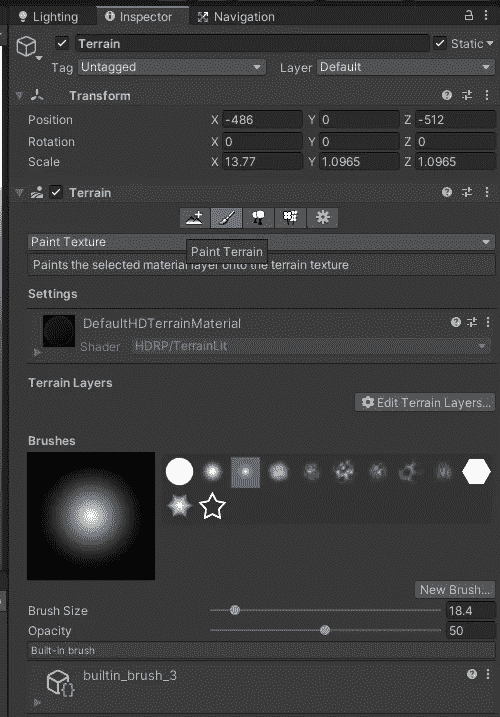 Lighting Inspector Navigation
Terrain Static
Tag Untagged Layer Default
Transform
Position X -486 Y 0 Z -512
Rotation X 0 Y 0 Z 0
Scale X 13.77 Y 1.0965 Z 1.0965
Terrain
Paint Texture
Paint Terrain
Paints the selected material layer onto the terrain texture
Settings
DefaultHDTerrainMaterial
Shader HDRP/TerrainLit
Terrain Layers
Edit Terrain Layers...
Brushes
New Brush...
Brush Size 18.4
Opacity 50
Built-in brush
builtin_brush_3